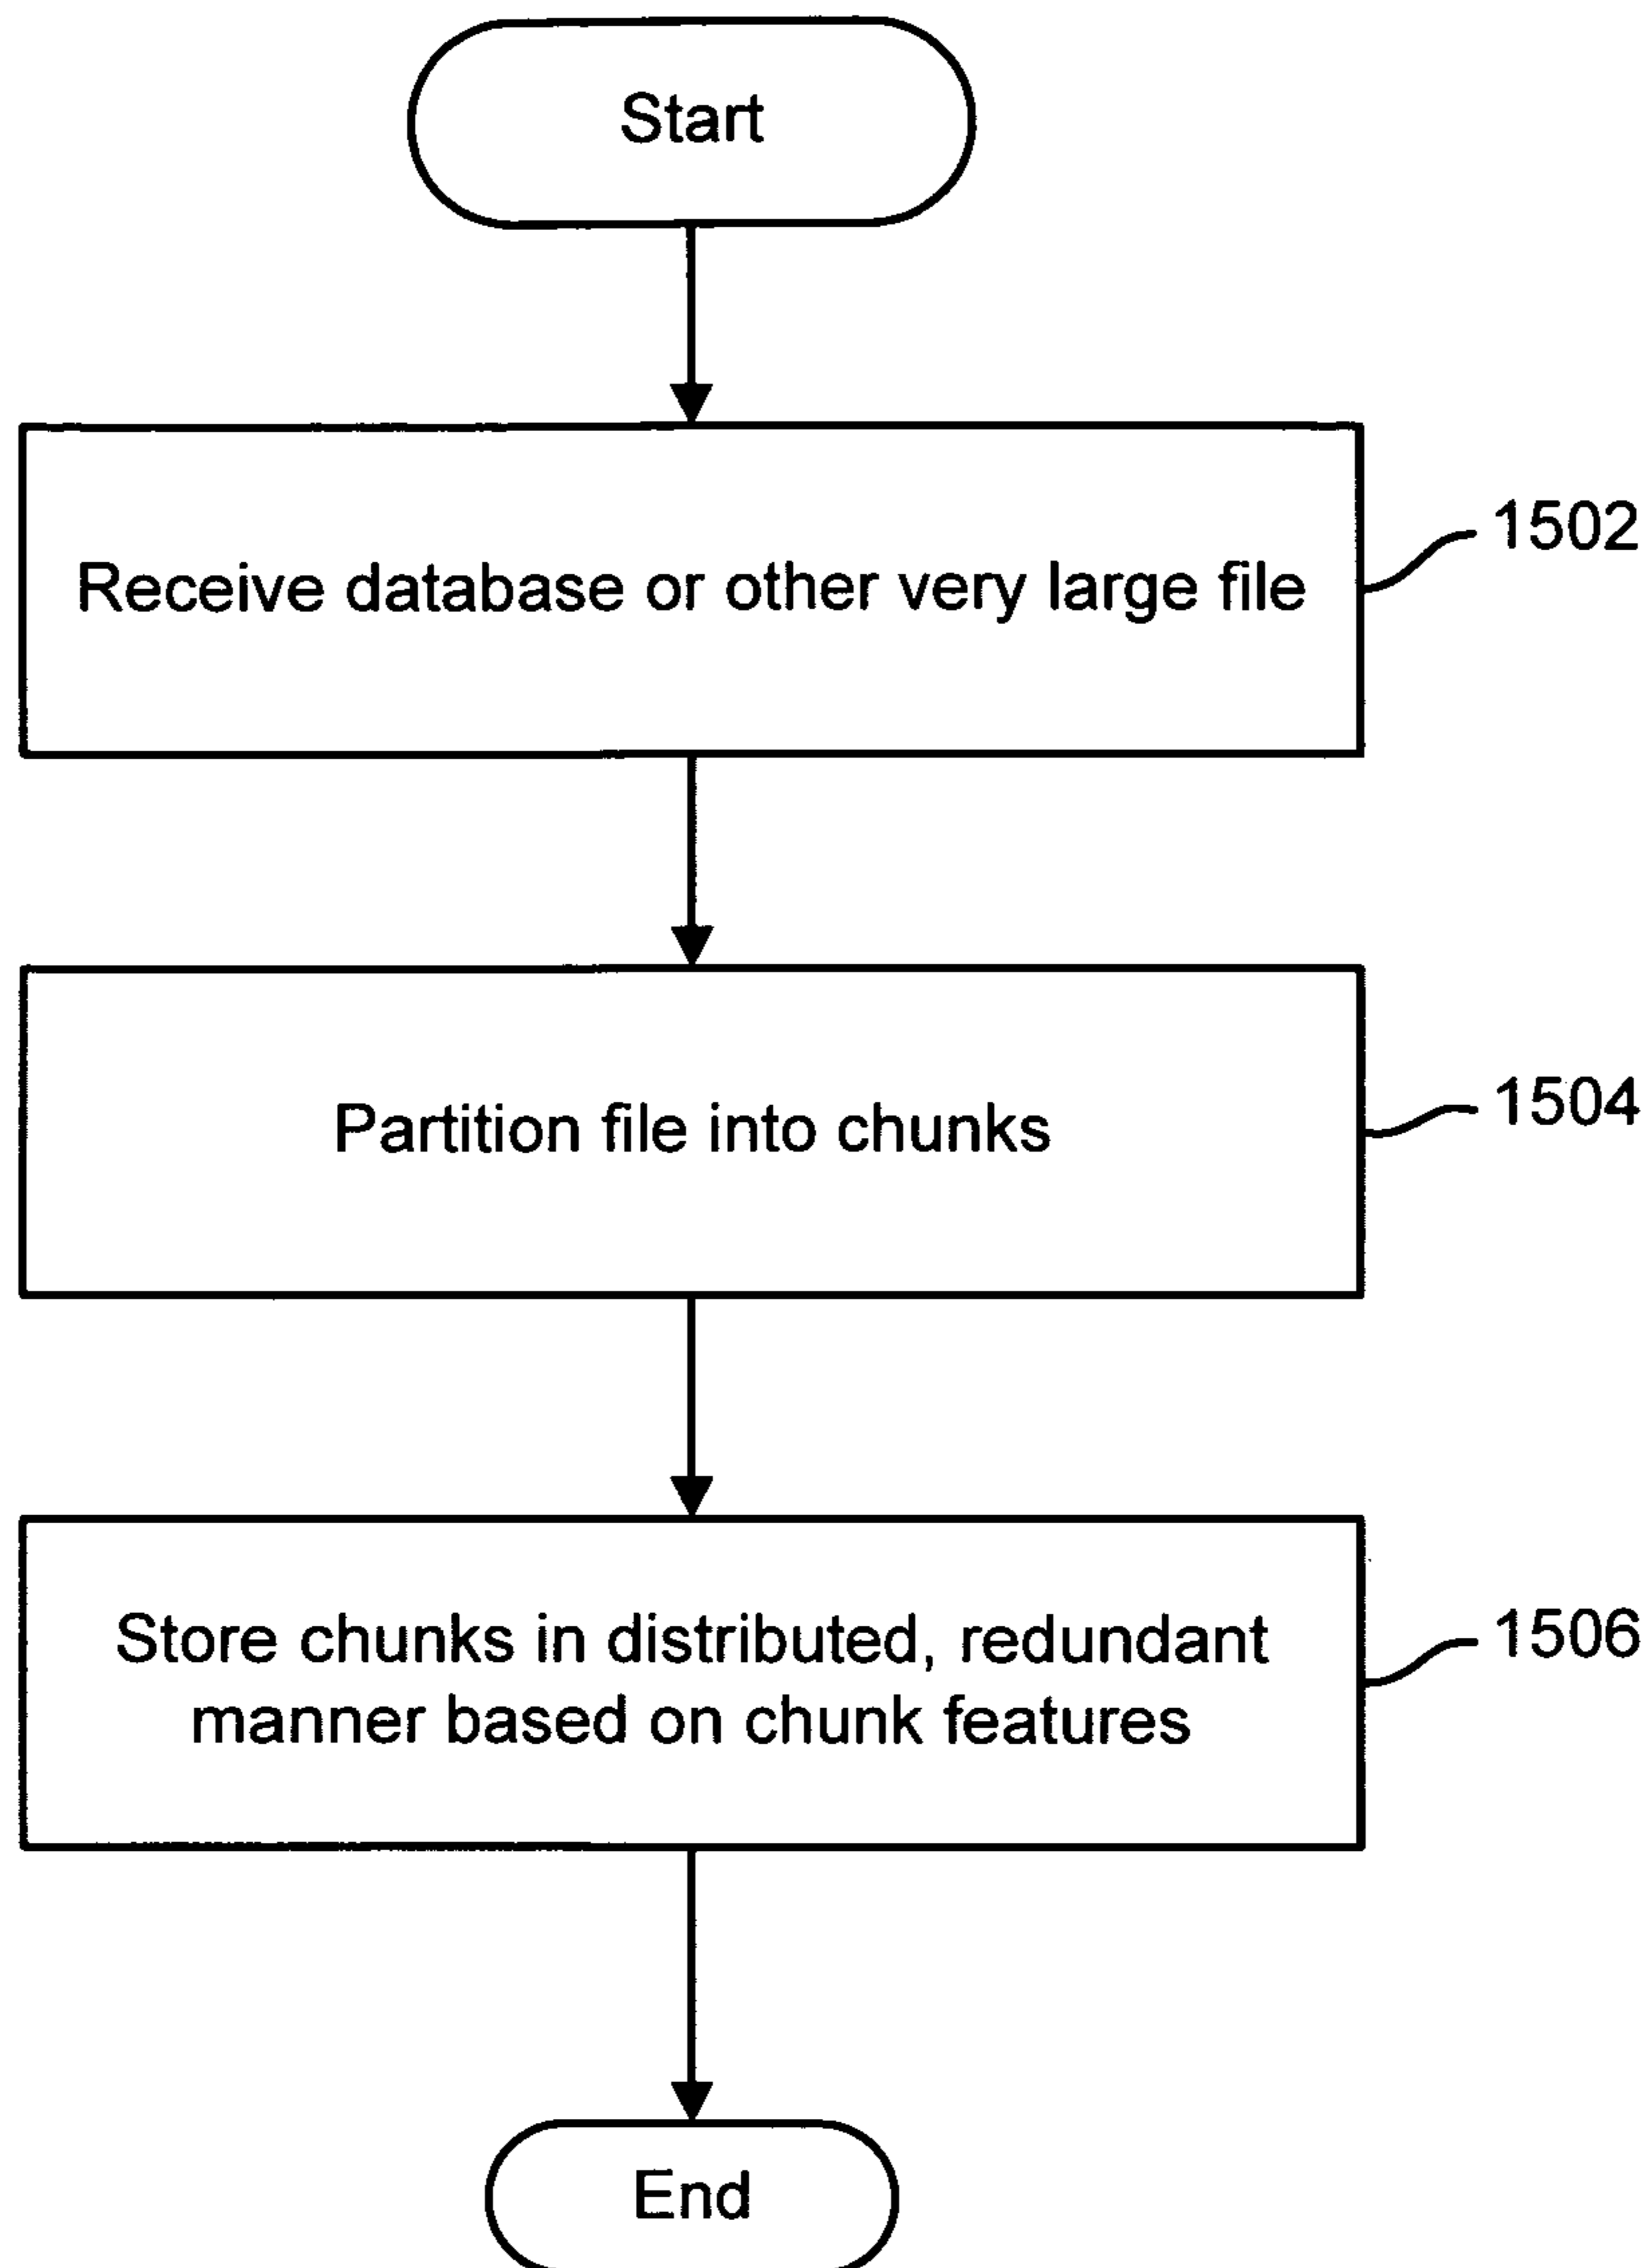 Start
Receive database or other very large file
1502
Partition file into chunks
1504
Store chunks in distributed, redundant
manner based on chunk features
1506
End